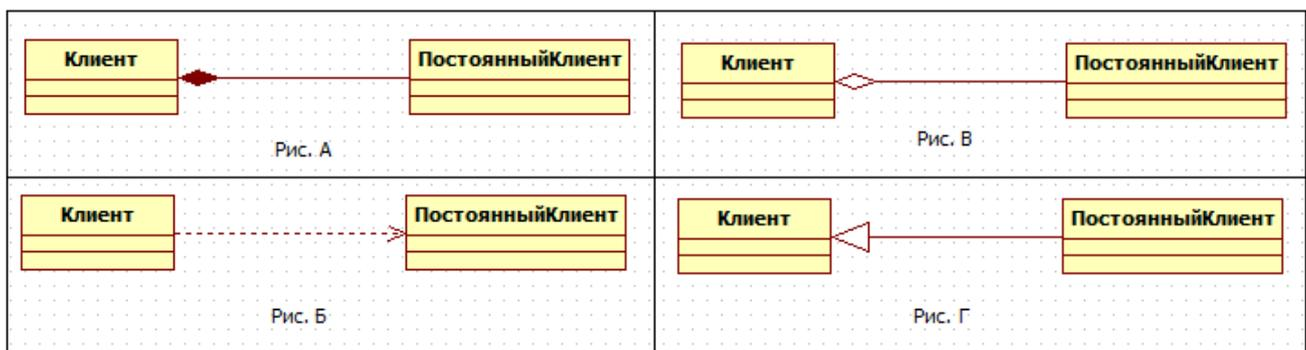 Клиент
ПостоянныйКлиент
Рис. А
Клиент
ПостоянныйКлиент
Рис. В
Клиент
ПостоянныйКлиент
Рис. Б
Клиент
ПостоянныйКлиент
Рис. Г